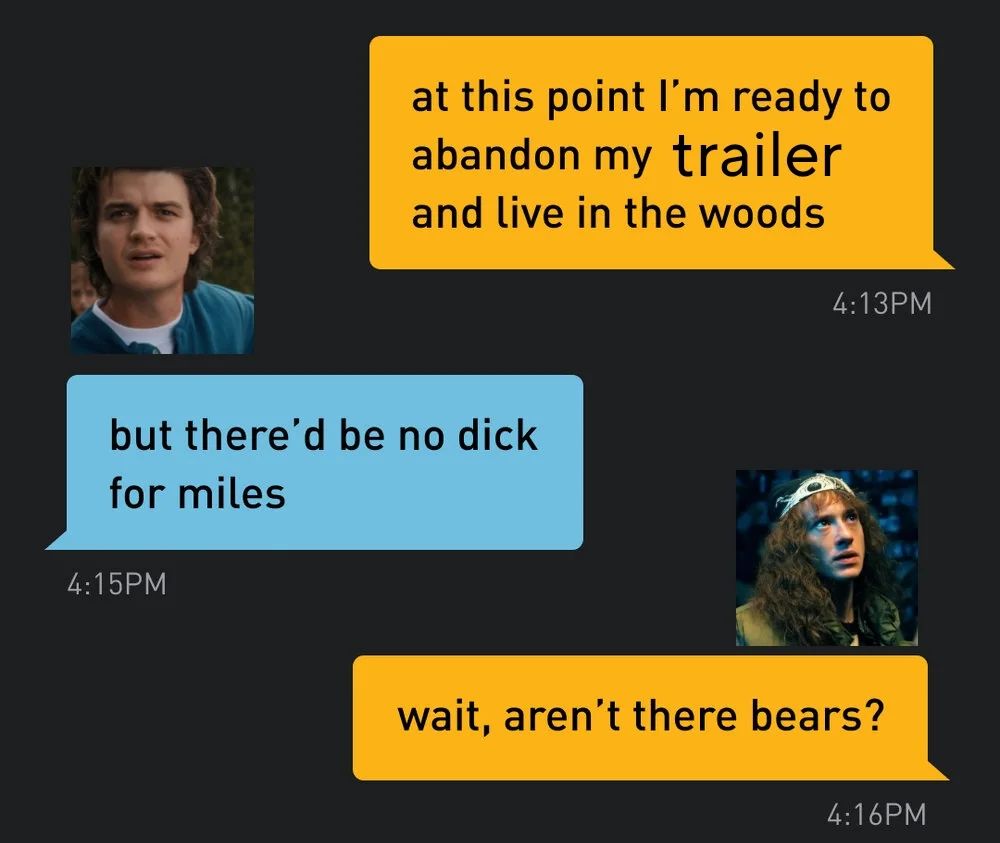 at this point I’m ready to
abandon my trailer
and live in the woods
4:13PM
but there’d be no dick
for miles
4:15PM
wait, aren’t there bears?
4:16PM